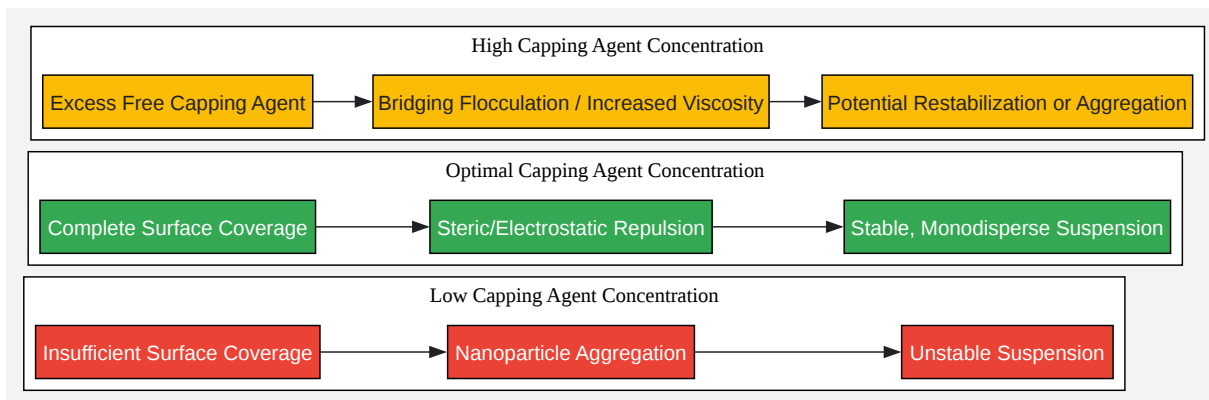 High Capping Agent Concentration
Excess Free Capping Agent
Bridging Flocculation / Increased Viscosity
Potential Restabilization or Aggregation
Optimal Capping Agent Concentration
Complete Surface Coverage
Steric/Electrostatic Repulsion
Stable, Monodisperse Suspension
Low Capping Agent Concentration
Insufficient Surface Coverage
Nanoparticle Aggregation
Unstable Suspension